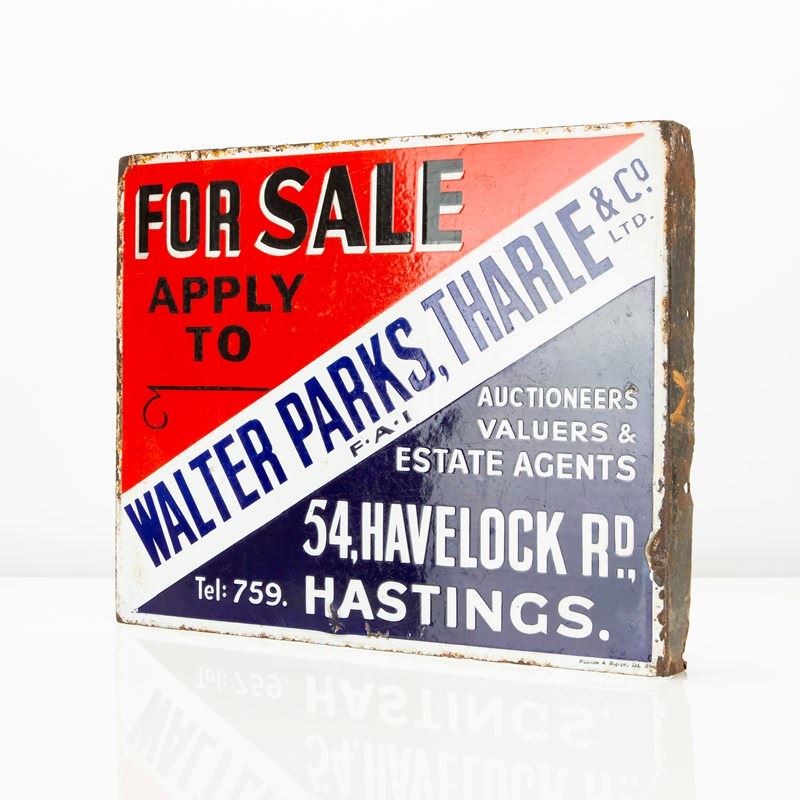 FOR SALE
APPLY
TO
WALTER PARKS, THARLE & Co.
LTD.
F·A·I
AUCTIONEERS
VALUERS &
ESTATE AGENTS
54, HAVELOCK RD.,
Tel: 759. HASTINGS.